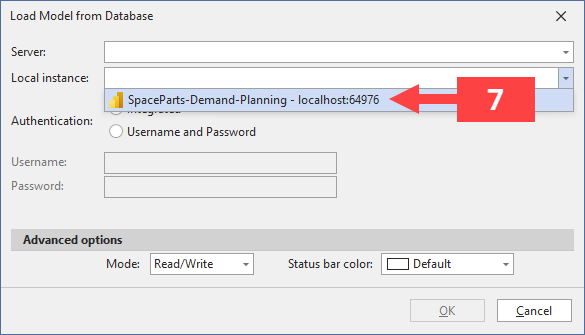 Load Model from Database
Server:
Local instance:
SpaceParts-Demand-Planning - localhost:64976
7
Integrated
Authentication:
Username and Password
Username:
Password:
Advanced options
Mode: Read/Write Status bar color: Default
OK Cancel